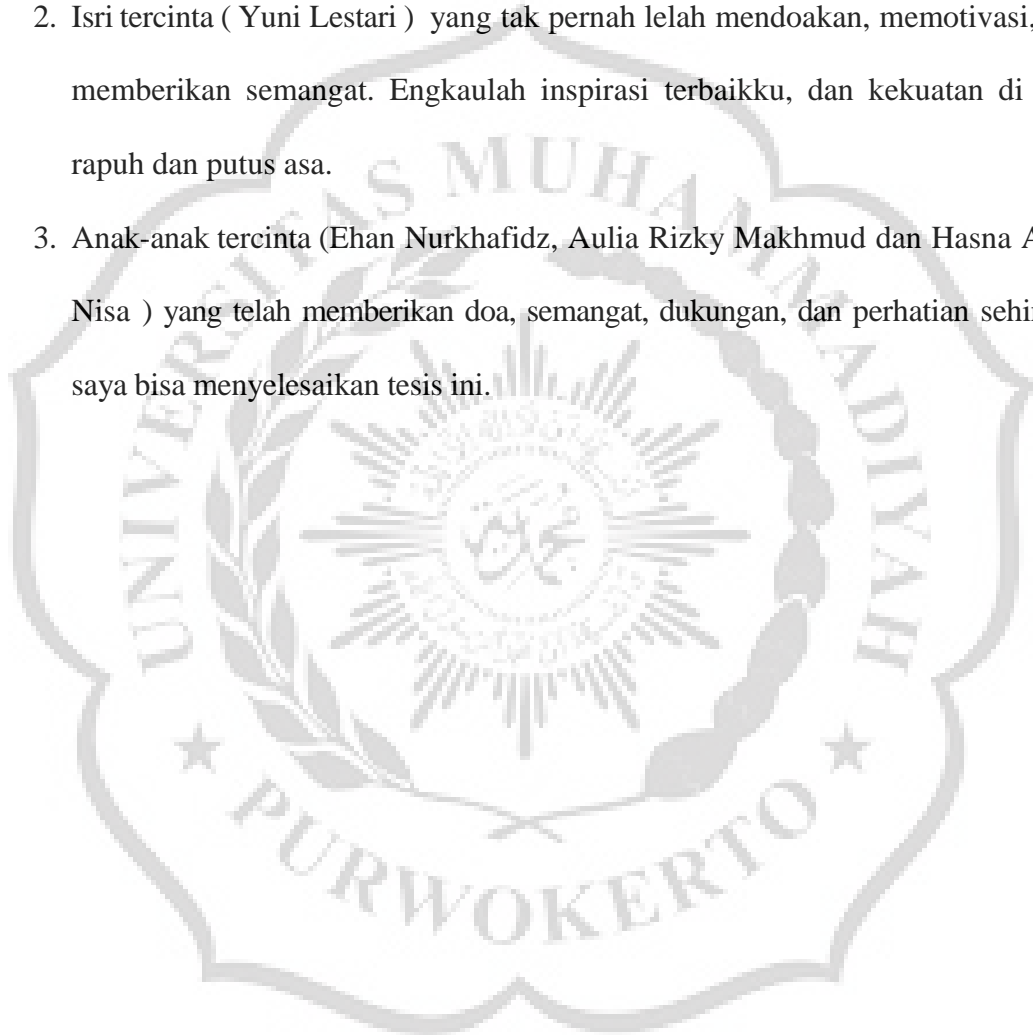 2. Isri tercinta ( Yuni Lestari ) yang tak pernah lelah mendoakan, memotivasi,
memberikan semangat. Engkaulah inspirasi terbaikku, dan kekuatan di
rapuh dan putus asa.
3. Anak-anak tercinta (Ehan Nurkhafidz, Aulia Rizky Makhmud dan Hasna
Nisa ) yang telah memberikan doa, semangat, dukungan, dan perhatian
saya bisa menyelesaikan tesis ini.
UNIVERSITAS MUHAMMADIYAH
PURWOKERTO